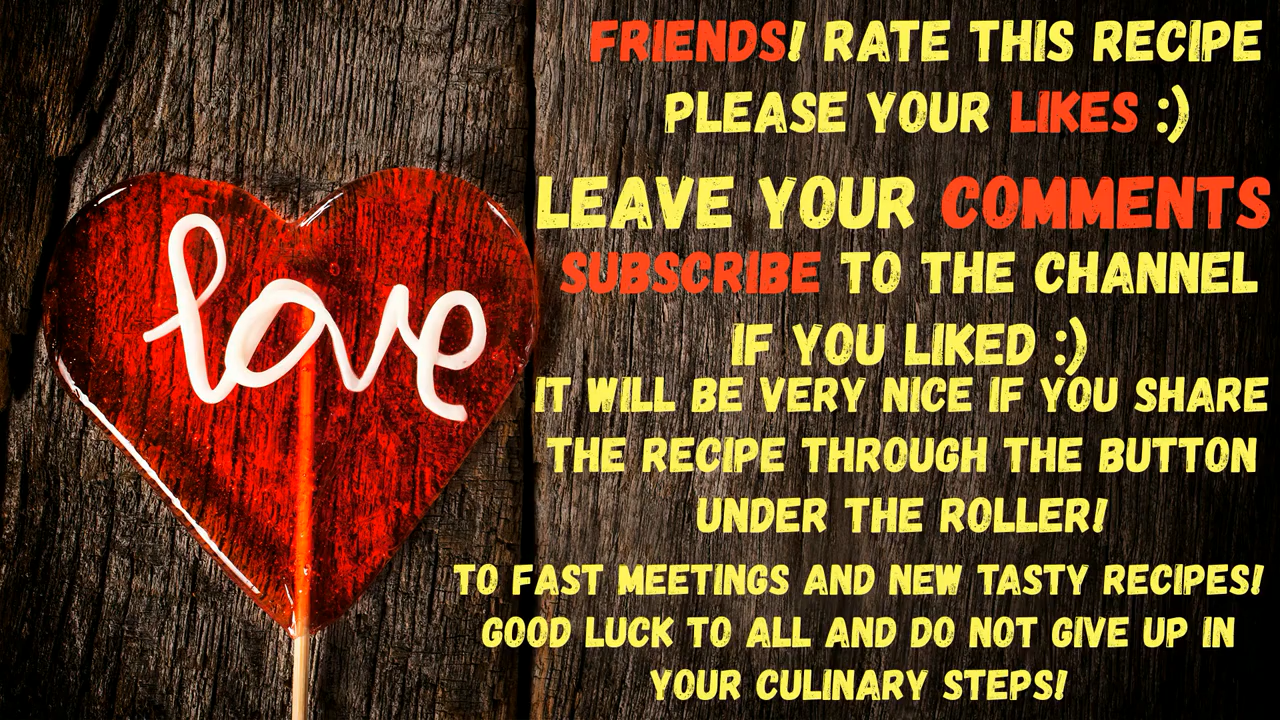 love
FRIENDS! RATE THIS RECIPE
PLEASE YOUR LIKES :)
LEAVE YOUR COMMENTS
SUBSCRIBE TO THE CHANNEL
IF YOU LIKED :)
IT WILL BE VERY NICE IF YOU SHARE
THE RECIPE THROUGH THE BUTTON
UNDER THE ROLLER!
TO FAST MEETINGS AND NEW TASTY RECIPES!
GOOD LUCK TO ALL AND DO NOT GIVE UP IN
YOUR CULINARY STEPS!